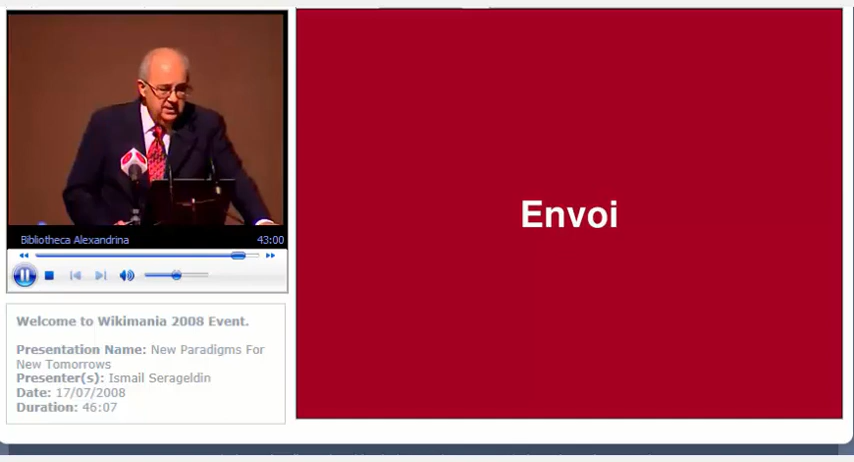 Bibliotheca Alexandrina 43:00
Welcome to Wikimania 2008 Event.
Presentation Name: New Paradigms For
New Tomorrows
Presenter(s): Ismail Serageldin
Date: 17/07/2008
Duration: 46:07
Envoi